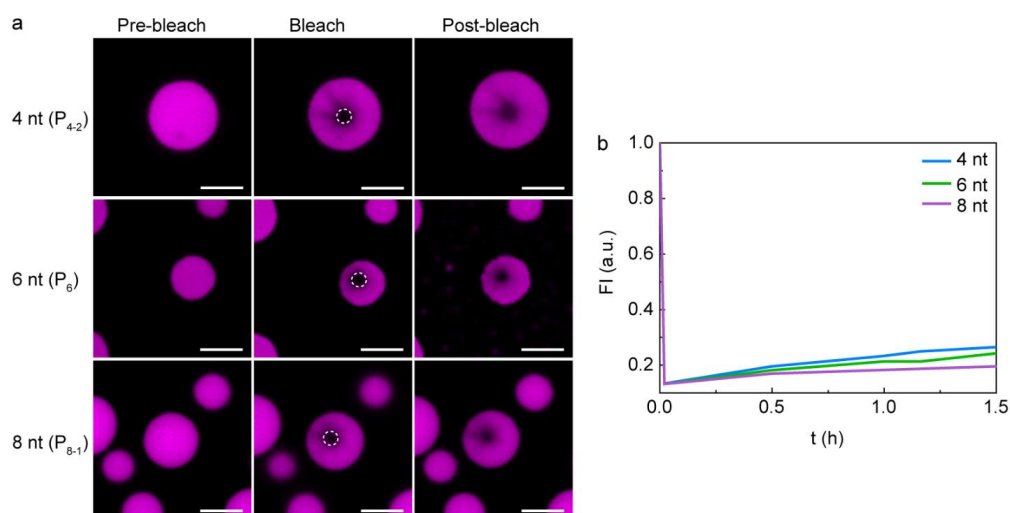 a
Pre-bleach Bleach Post-bleach
4 nt (P4-2)
6 nt (P6)
8 nt (P8-1)
b
1.0
0.8
0.6
0.4
0.2
FI (a.u.)
4 nt
6 nt
8 nt
0.0 0.5 1.0 1.5
t (h)